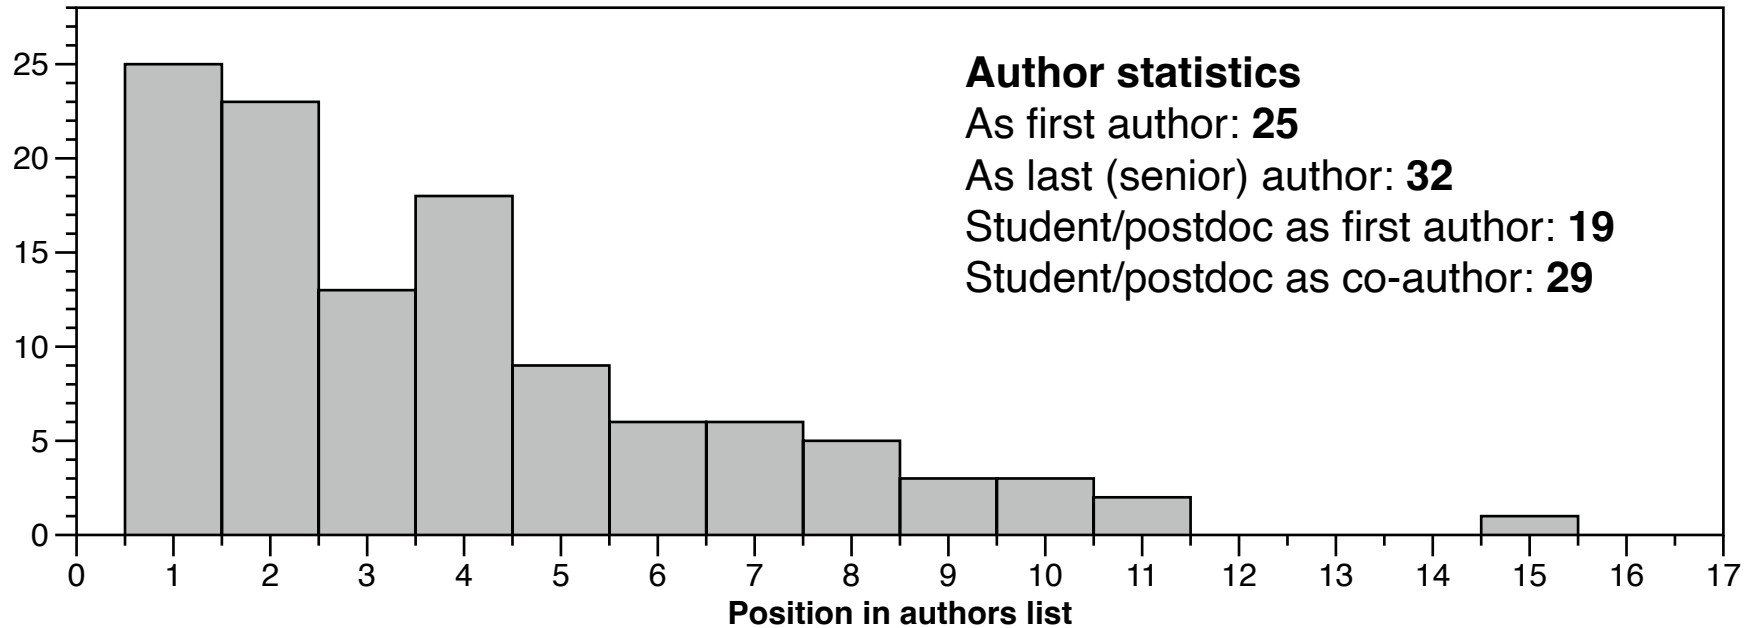 25
20
15
10
5
0
Author statistics
As first author: 25
As last (senior) author: 32
Student/postdoc as first author: 19
Student/postdoc as co-author: 29
0 1 2 3 4 5 6 7 8 9 10 11 12 13 14 15 16 17
Position in authors list